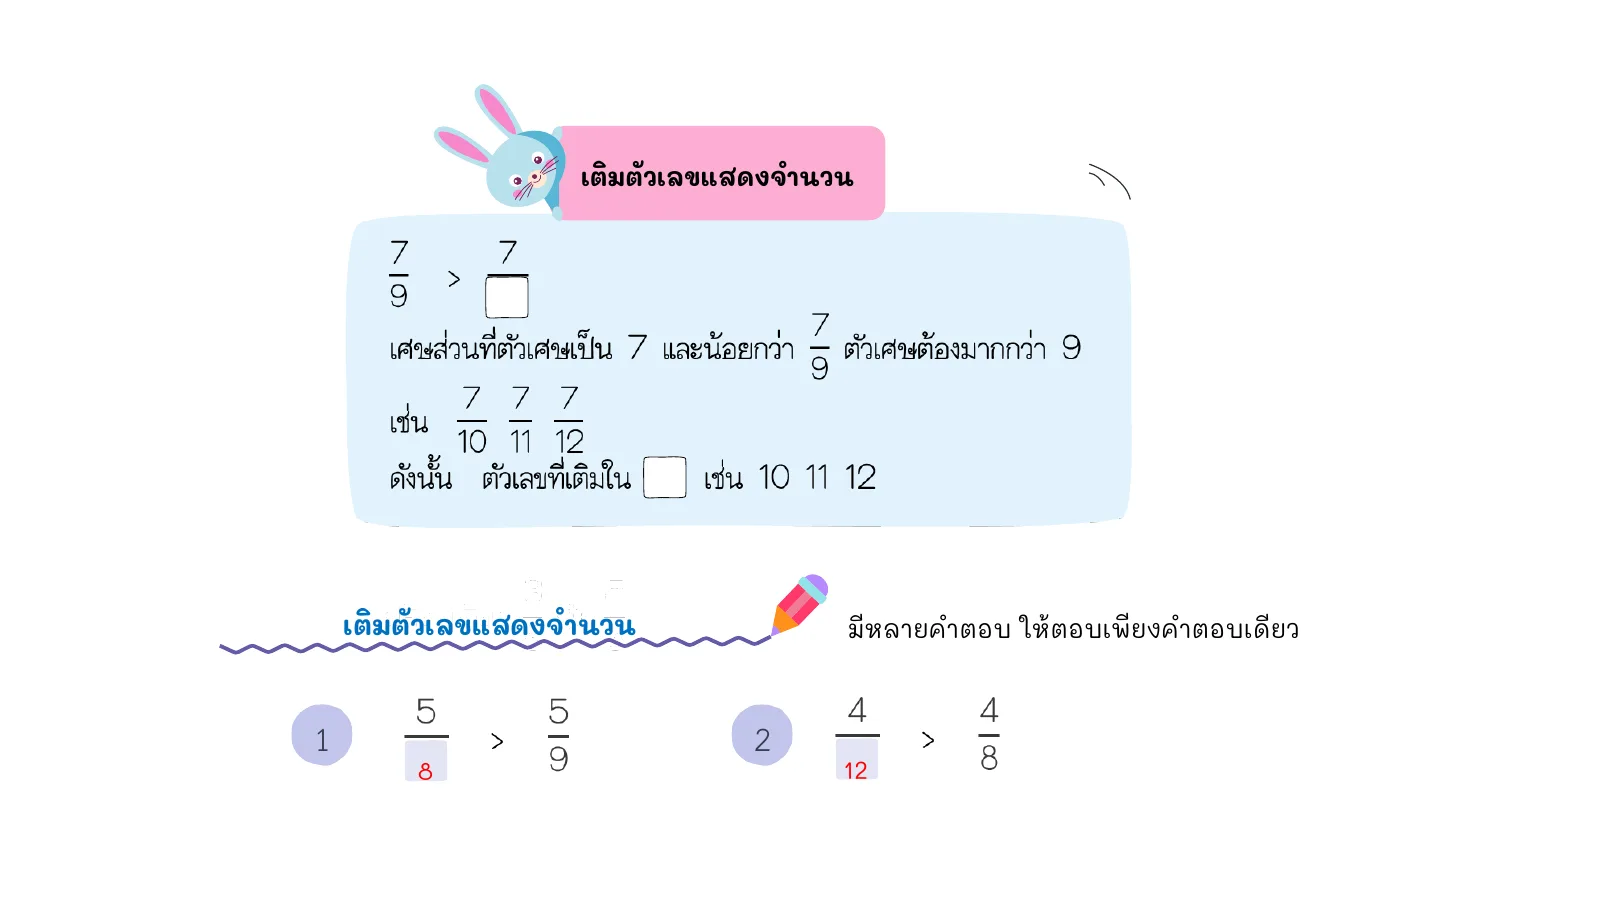 เติมตัวเลขแสดงจำนวน
7/9 > 7/□
เศษส่วนที่ตัวเศษเป็น 7 และน้อยกว่า 7/9 ตัวเศษต้องมากกว่า 9
เช่น 7/10 7/11 7/12
ดังนั้น ตัวเลขที่เติมใน □ เช่น 10 11 12
เติมตัวเลขแสดงจำนวน มีหลายคำตอบ ให้ตอบเพียงคำตอบเดียว
1 5/8 > 5/9 2 4/12 > 4/8